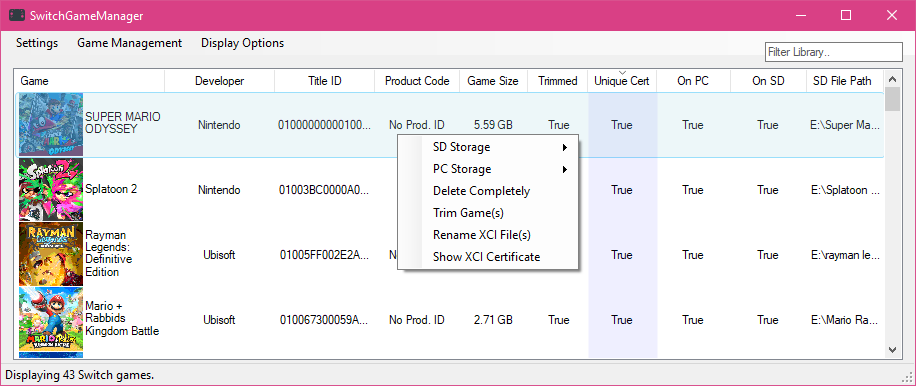 SwitchGameManager
Settings Game Management Display Options
Filter Library..
Game Developer Title ID Product Code Game Size Trimmed Unique Cert On PC On SD SD File Path
SUPER MARIO
ODYSSEY
Nintendo 01000000000100... No Prod. ID 5.59 GB True True True True E:\Super Ma...
SD Storage
PC Storage
Delete Completely
Trim Game(s)
Rename XCI File(s)
Show XCI Certificate
Splatoon 2 Nintendo 01003BC0000A0... True True True E:\Splatoon ...
Rayman
Legends:
Definitive
Edition
Ubisoft 01005FF002E2A... True True True E:\rayman le...
Mario +
Rabbids
Kingdom Battle
Ubisoft 010067300059A... No Prod. ID 2.71 GB True True True True E:\Mario Ra...
Displaying 43 Switch games.